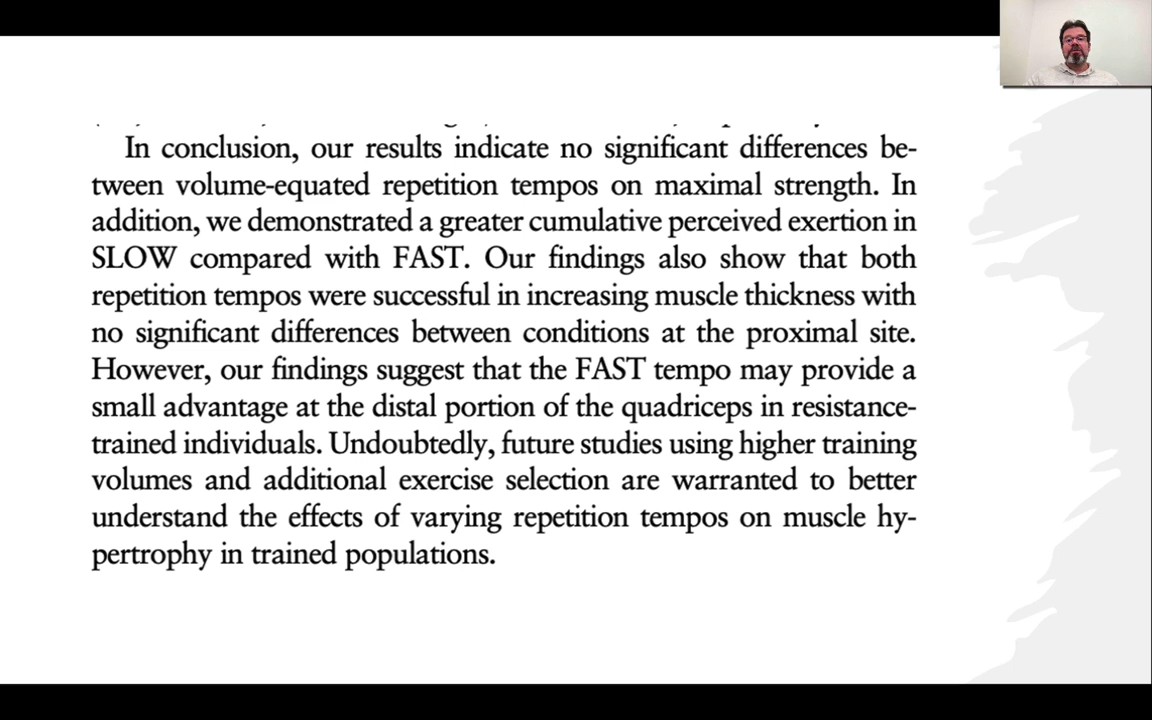 In conclusion, our results indicate no significant differences be-
tween volume-equated repetition tempos on maximal strength. In
addition, we demonstrated a greater cumulative perceived exertion in
SLOW compared with FAST. Our findings also show that both
repetition tempos were successful in increasing muscle thickness with
no significant differences between conditions at the proximal site.
However, our findings suggest that the FAST tempo may provide a
small advantage at the distal portion of the quadriceps in resistance-
trained individuals. Undoubtedly, future studies using higher training
volumes and additional exercise selection are warranted to better
understand the effects of varying repetition tempos on muscle hy-
pertrophy in trained populations.